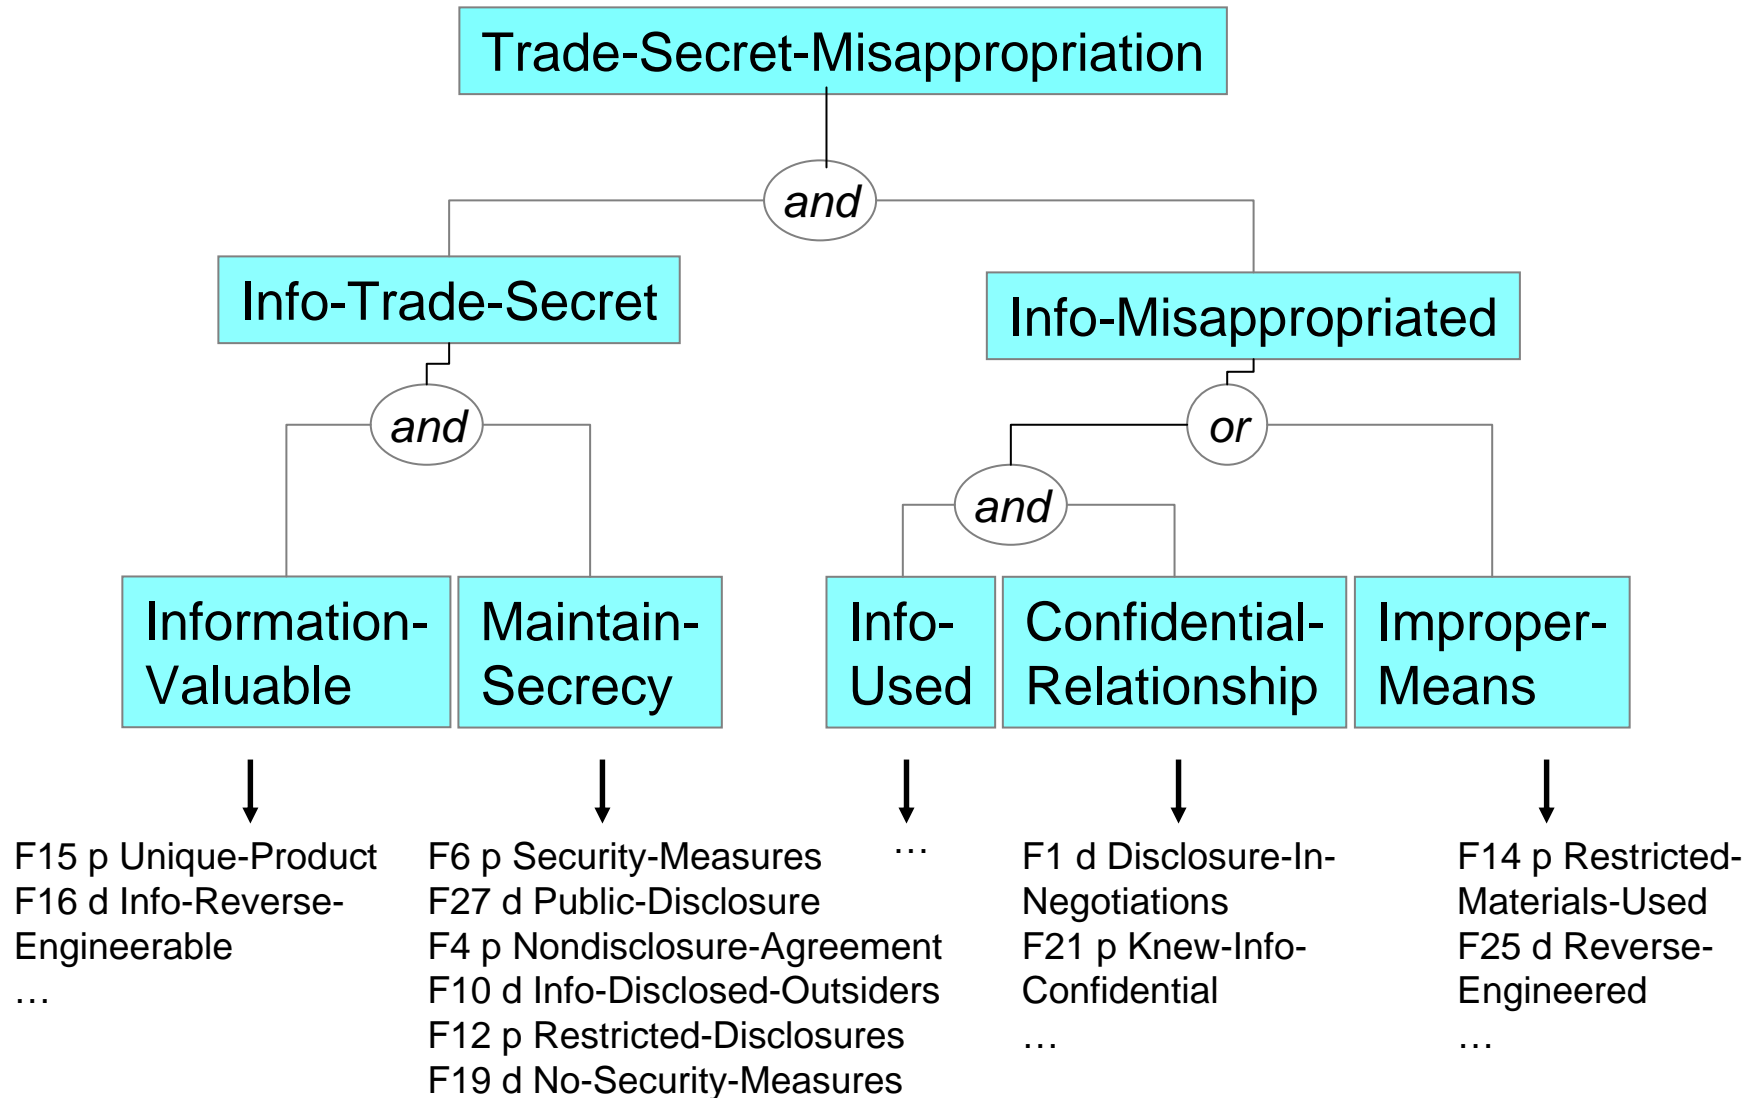 Trade-Secret-Misappropriation
and
Info-Trade-Secret
Info-Misappropriated
and
or
and
Information-
Valuable
Maintain-
Secrecy
Info-
Used
Confidential-
Relationship
Improper-
Means
F15 p Unique-Product
F16 d Info-Reverse-
Engineerable
…
F6 p Security-Measures
F27 d Public-Disclosure
F4 p Nondisclosure-Agreement
F10 d Info-Disclosed-Outsiders
F12 p Restricted-Disclosures
F19 d No-Security-Measures
…
F1 d Disclosure-In-
Negotiations
F21 p Knew-Info-
Confidential
…
F14 p Restricted-
Materials-Used
F25 d Reverse-
Engineered
…